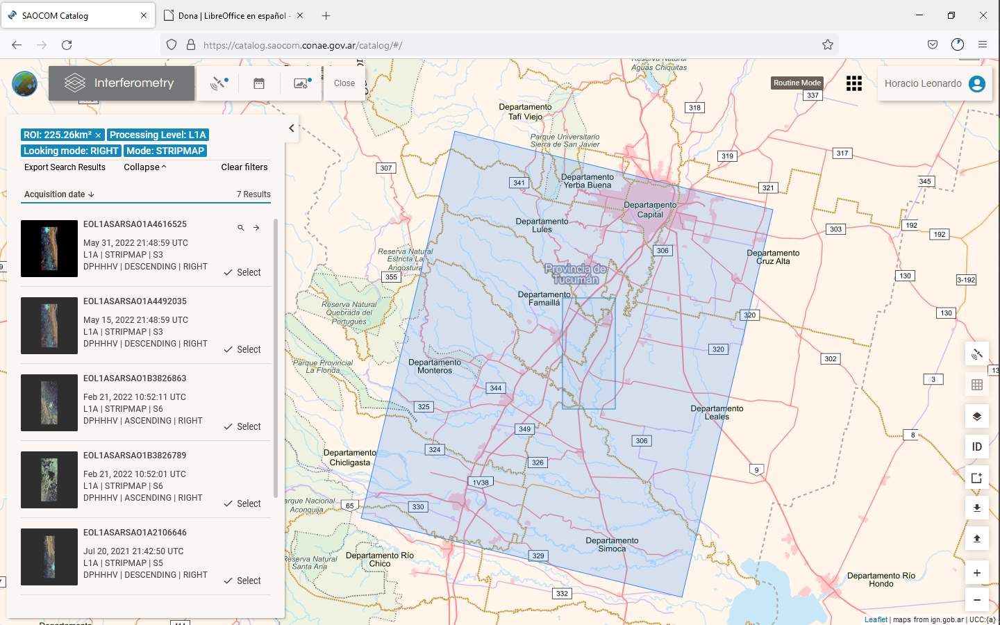 SAOCOM Catalog
Dona | LibreOffice en español -
https://catalog.saocom.conae.gov.ar/catalog/#/
Interferometry
Close
Routine Mode
Horacio Leonardo
ROI: 225.26km² × Processing Level: L1A
Looking mode: RIGHT Mode: STRIPMAP
Export Search Results Collapse ^ Clear filters
Acquisition date ↓ 7 Results
EOL1ASARSAO1A4616525
May 31, 2022 21:48:59 UTC
L1A | STRIPMAP | S3
DPHHHV | DESCENDING | RIGHT
Select
EOL1ASARSAO1A4492035
May 15, 2022 21:48:59 UTC
L1A | STRIPMAP | S3
DPHHHV | DESCENDING | RIGHT
Select
EOL1ASARSAO1B3826863
Feb 21, 2022 10:52:11 UTC
L1A | STRIPMAP | S6
DPHHHV | ASCENDING | RIGHT
Select
EOL1ASARSAO1B3826789
Feb 21, 2022 10:52:01 UTC
L1A | STRIPMAP | S6
DPHHHV | ASCENDING | RIGHT
Select
EOL1ASARSAO1A2106646
Jul 20, 2021 21:42:50 UTC
L1A | STRIPMAP | S5
DPHHHV | DESCENDING | RIGHT
Select
Aguas Chiquitas
337
318
Departamento
Tafí Viejo
Parque Universitario
Sierra de San Javier
319
317
307
341
Departamento
Yerba Buena
321
345
Departamento
Capital
Departamento
Lules
303
192
192
306
Reserva Natural
Estricta La
Angostura
Departamento
Cruz Alta
Provincia de
Tucumán
355
130
3-192
Departamento
Famaillá
Reserva Natural
Quebrada del
Portugués
320
130
320
Parque Provincial
La Florida
Departamento
Monteros
302
3
344
325
Departamento
Leales
349
306
8
324
Departamento
Chicligasta
326
9
1V38
arque Nacional
Aconquija
65
330
Departamento
Simoca
Reserva Natural
Santa Ana
Departamento Río
Chico
329
Departamento Río
Hondo
332
ID
+
−
Leaflet | maps from ign.gob.ar | UCC:{a}